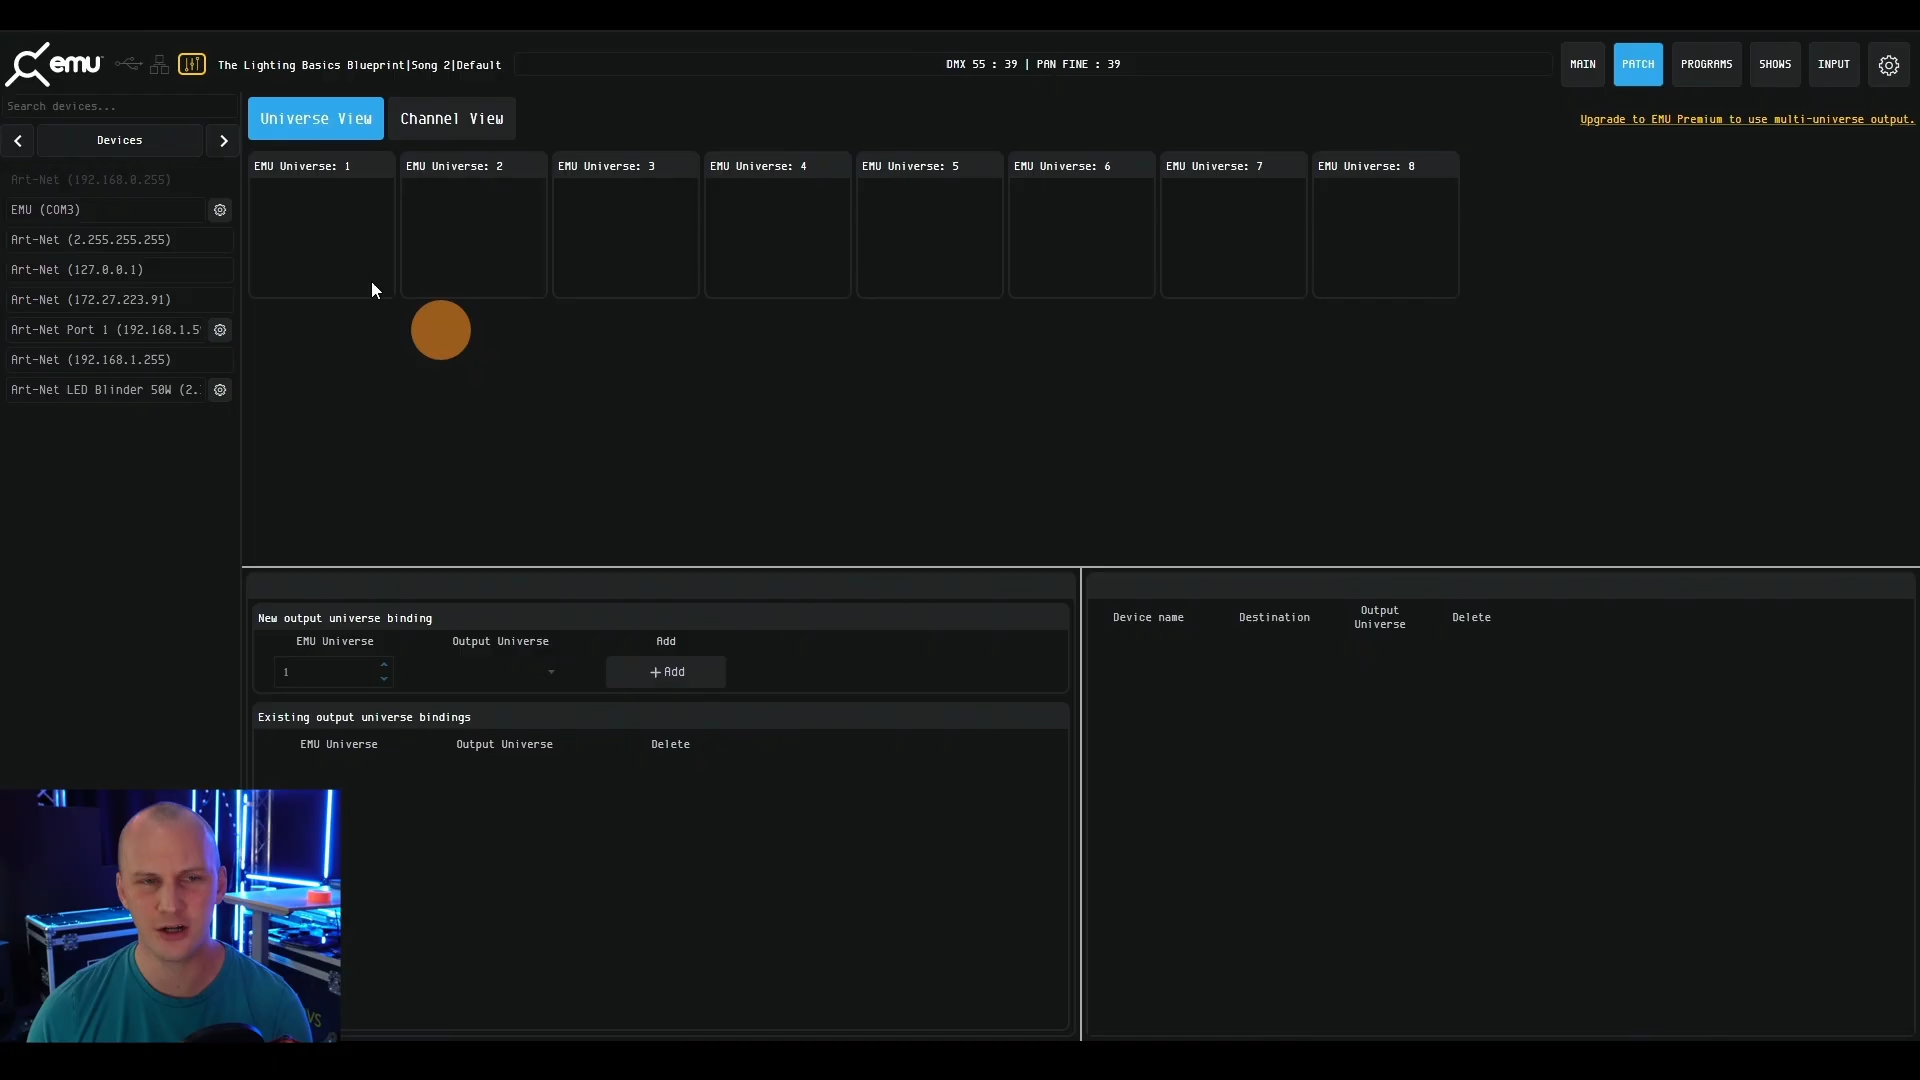 emu
The Lighting Basics Blueprint|Song 2|Default
DMX 55 : 39 | PAN FINE : 39
MAIN
PATCH
PROGRAMS
SHOWS
INPUT
Search devices...
Devices
Universe View
Channel View
Upgrade to EMU Premium to use multi-universe output.
Art-Net (192.168.0.255)
EMU (COM3)
Art-Net (2.255.255.255)
Art-Net (127.0.0.1)
Art-Net (172.27.223.91)
Art-Net Port 1 (192.168.1.5
Art-Net (192.168.1.255)
Art-Net LED Blinder 50W (2.
EMU Universe: 1
EMU Universe: 2
EMU Universe: 3
EMU Universe: 4
EMU Universe: 5
EMU Universe: 6
EMU Universe: 7
EMU Universe: 8
New output universe binding
EMU Universe
Output Universe
Add
1
+Add
Existing output universe bindings
EMU Universe
Output Universe
Delete
Device name
Destination
Output
Universe
Delete